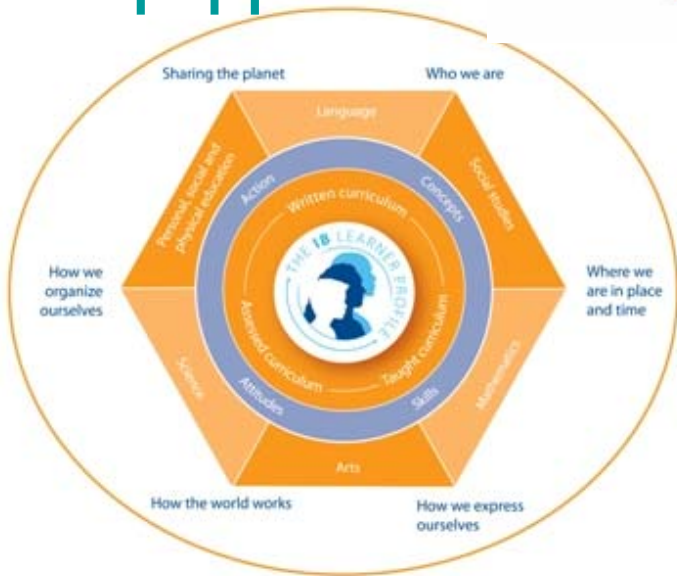 Sharing the planet
Who we are
Language
Personal, social and
physical education
Social studies
Action
Concepts
Written curriculum
THE IB LEARNER PROFILE
How we
organize
ourselves
Where we
are in place
and time
Assessed curriculum
Taught curriculum
Science
Attitudes
Skills
Mathematics
Arts
How the world works
How we express
ourselves